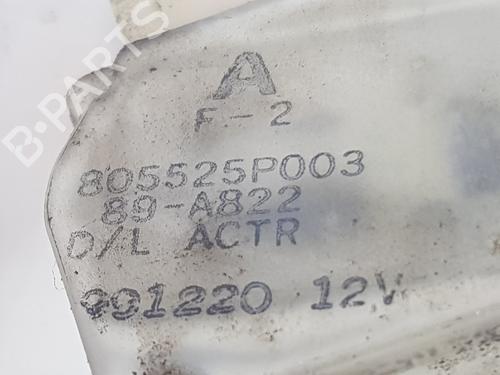 A
F-2
805525P003
89-A822
D/L ACTR
991220 12V
B-PARTS